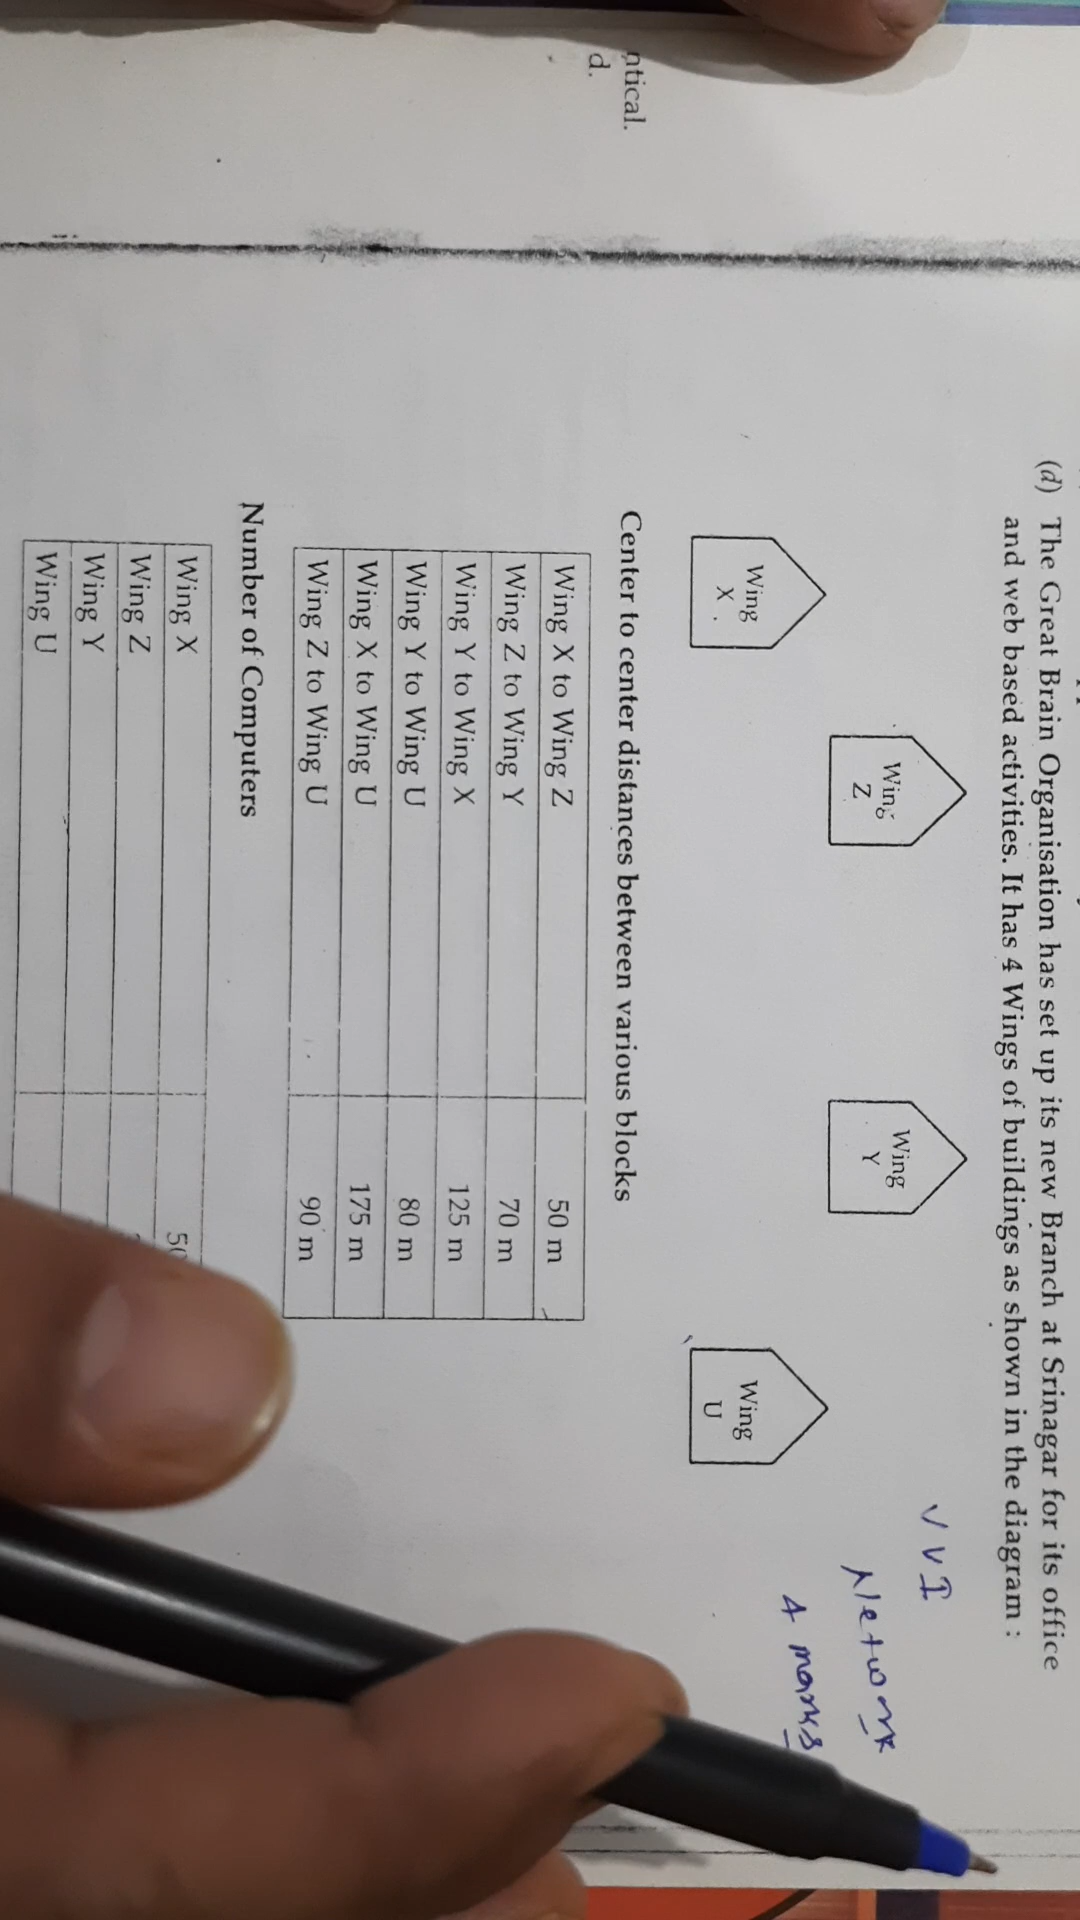 ntical.
d.
(d) The Great Brain Organisation has set up its new Branch at Srinagar for its office
and web based activities. It has 4 Wings of buildings as shown in the diagram :
VVI
Network
4 marks
Wing
Z
Wing
Y
Wing
X
Wing
U
Center to center distances between various blocks
Wing X to Wing Z 50 m
Wing Z to Wing Y 70 m
Wing Y to Wing X 125 m
Wing Y to Wing U 80 m
Wing X to Wing U 175 m
Wing Z to Wing U 90 m
Number of Computers
Wing X
Wing Z
Wing Y
Wing U